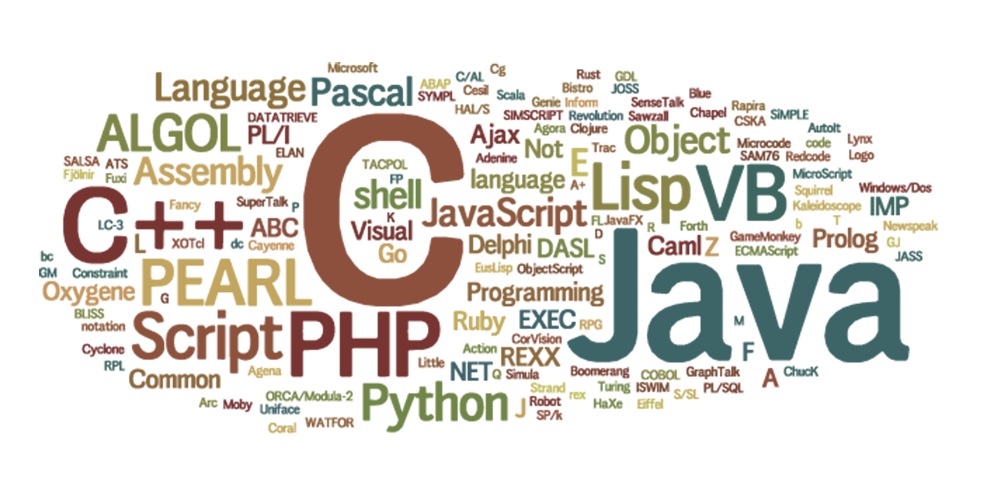 Microsoft
Language
Pascal
ABAP
C/AL
Cg
SYMPL
Cesil
Scala
HAL/S
Rust
GDL
Bistro
JOSS
Genie
Inform
SenseTalk
Blue
SIMSCRIPT
Revolution
Sawzall
Chapel
Rapira
CSKA
SiMPLE
ALGOL
DATATRIEVE
PL/I
ELAN
Ajax
Agora
Clojure
Adenine
Not
Trac
Object
Microcode
AutoIt
code
Lynx
SAM76
Redcode
Logo
SALSA
ATS
Fjölnir
Fuxi
Assembly
C
TACPOL
FP
shell
K
Visual
Go
language
E
A+
Lisp
VB
MicroScript
Squirrel
Windows/Dos
Kaleidoscope
IMP
C++
LC-3
Fancy
SuperTalk
P
L
XOTcl
dc
ABC
Cayenne
JavaScript
FL
JavaFX
R
Forth
b
T
Newspeak
D
Delphi
DASL
S
Caml
Z
GameMonkey
ECMAScript
Prolog
GJ
JASS
bc
GM
Constraint
EusLisp
ObjectScript
Oxygene
PEARL
G
Programming
Java
BLISS
notation
Script
PHP
Ruby
EXEC
RPG
M
CorVision
F
Cyclone
RPL
Little
Action
REXX
Common
Agena
NET
Q
Simula
Boomerang
COBOL
GraphTalk
A
ChucK
Strand
rex
Turing
ISWIM
S/SL
PL/SQL
Arc
Moby
ORCA/Modula-2
Uniface
Python
J
Robot
HaXe
Eiffel
SP/k
Coral
WATFOR